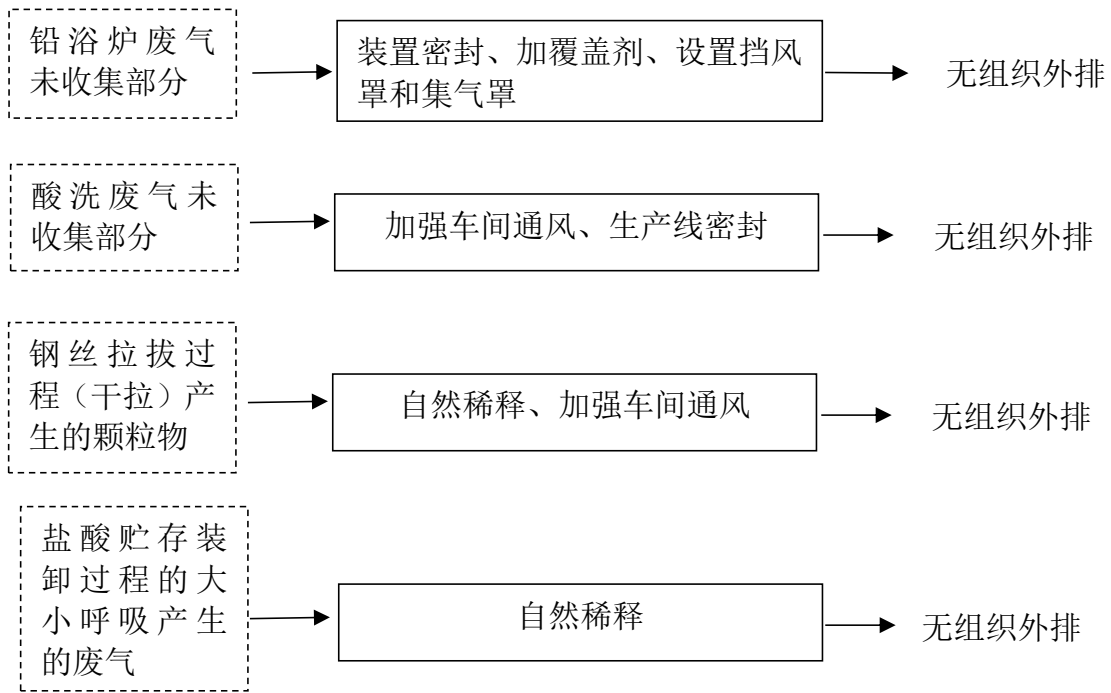 铅浴炉废气
未收集部分
装置密封、加覆盖剂、设置挡风
罩和集气罩
无组织外排
酸洗废气未
收集部分
加强车间通风、生产线密封
无组织外排
钢丝拉拔过
程（干拉）产
生的颗粒物
自然稀释、加强车间通风
无组织外排
盐酸贮存装
卸过程的大
小呼吸产生
的废气
自然稀释
无组织外排